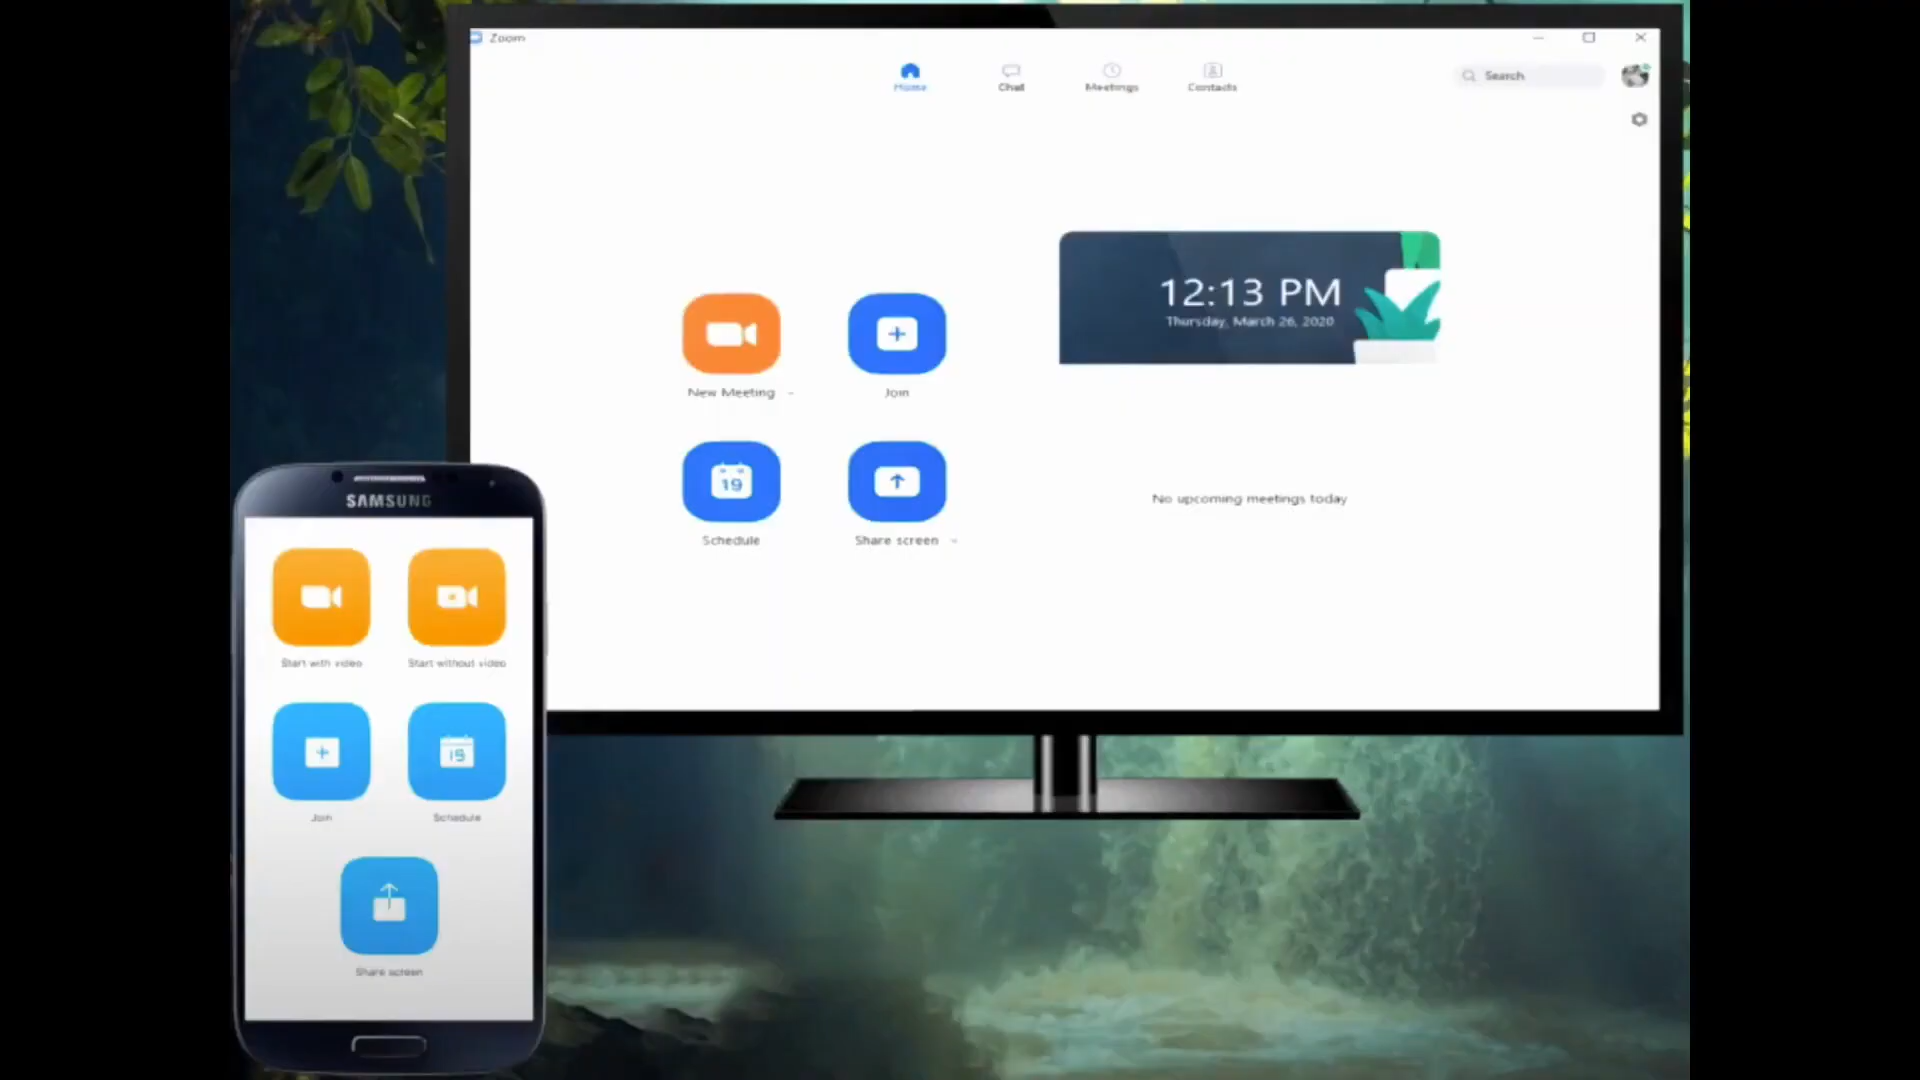 Zoom
Home
Chat
Meetings
Contacts
Search
12:13 PM
Thursday, March 26, 2020
New Meeting
Join
19
Schedule
Share screen
No upcoming meetings today
SAMSUNG
Start with video
Start without video
19
Join
Schedule
Share screen